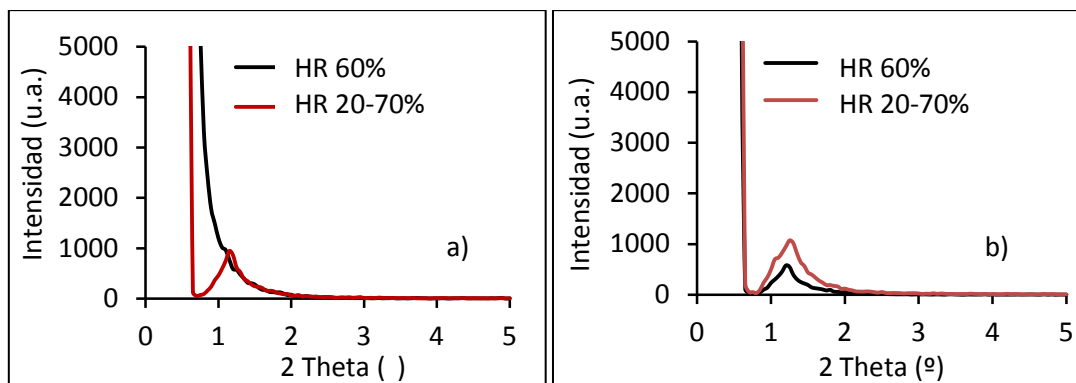 5000
4000
3000
2000
1000
0
Intensidad (u.a.)
HR 60%
HR 20-70%
a)
0 1 2 3 4 5
2 Theta ( )
5000
4000
3000
2000
1000
0
Intensidad (u.a.)
HR 60%
HR 20-70%
b)
0 1 2 3 4 5
2 Theta (º)